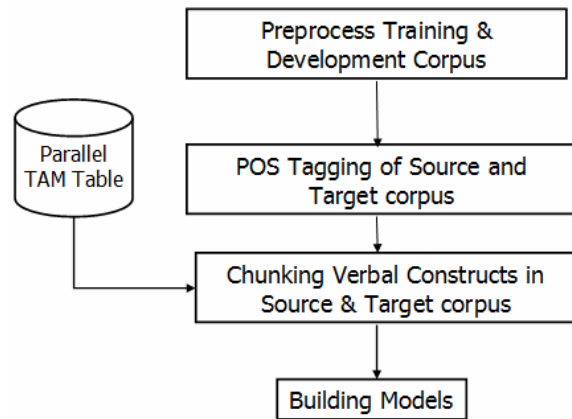 Preprocess Training &
Development Corpus
Parallel
TAM Table
POS Tagging of Source and
Target corpus
Chunking Verbal Constructs in
Source & Target corpus
Building Models